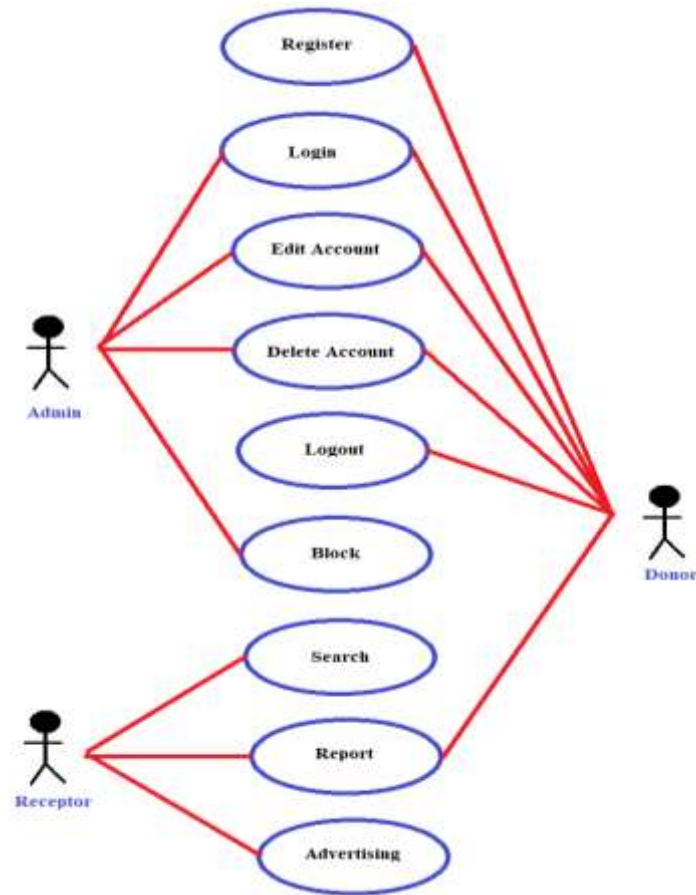 Register
Login
Edit Account
Delete Account
Admin
Logout
Block
Donor
Search
Report
Receptor
Advertising